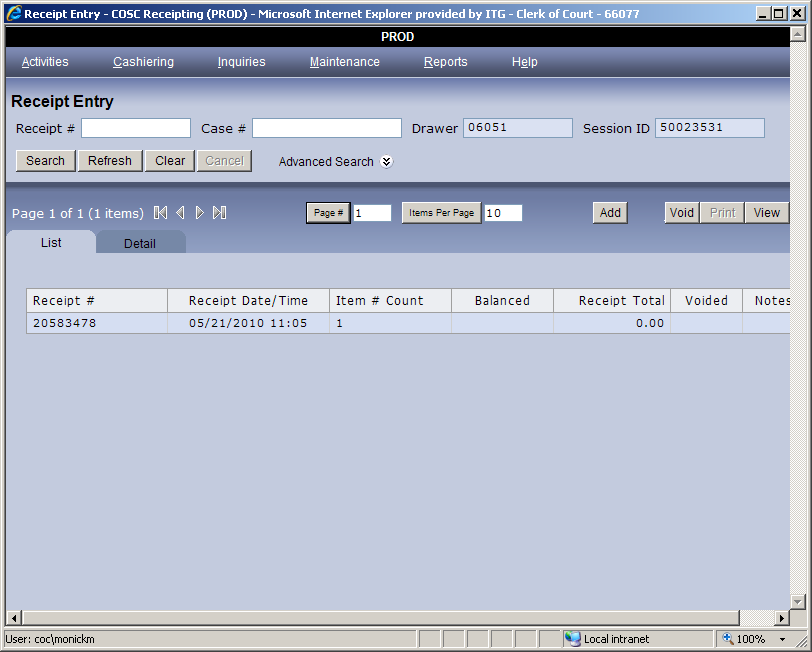 Receipt Entry - COSC Receipting (PROD) - Microsoft Internet Explorer provided by ITG - Clerk of Court - 66077
PROD
Activities Cashiering Inquiries Maintenance Reports Help
Receipt Entry
Receipt # Case # Drawer 06051 Session ID 50023531
Search Refresh Clear Cancel Advanced Search
Page 1 of 1 (1 items) Page # 1 Items Per Page 10 Add Void Print View
List Detail
Receipt # Receipt Date/Time Item # Count Balanced Receipt Total Voided Notes
20583478 05/21/2010 11:05 1 0.00
User: coc\monickm Local intranet 100%